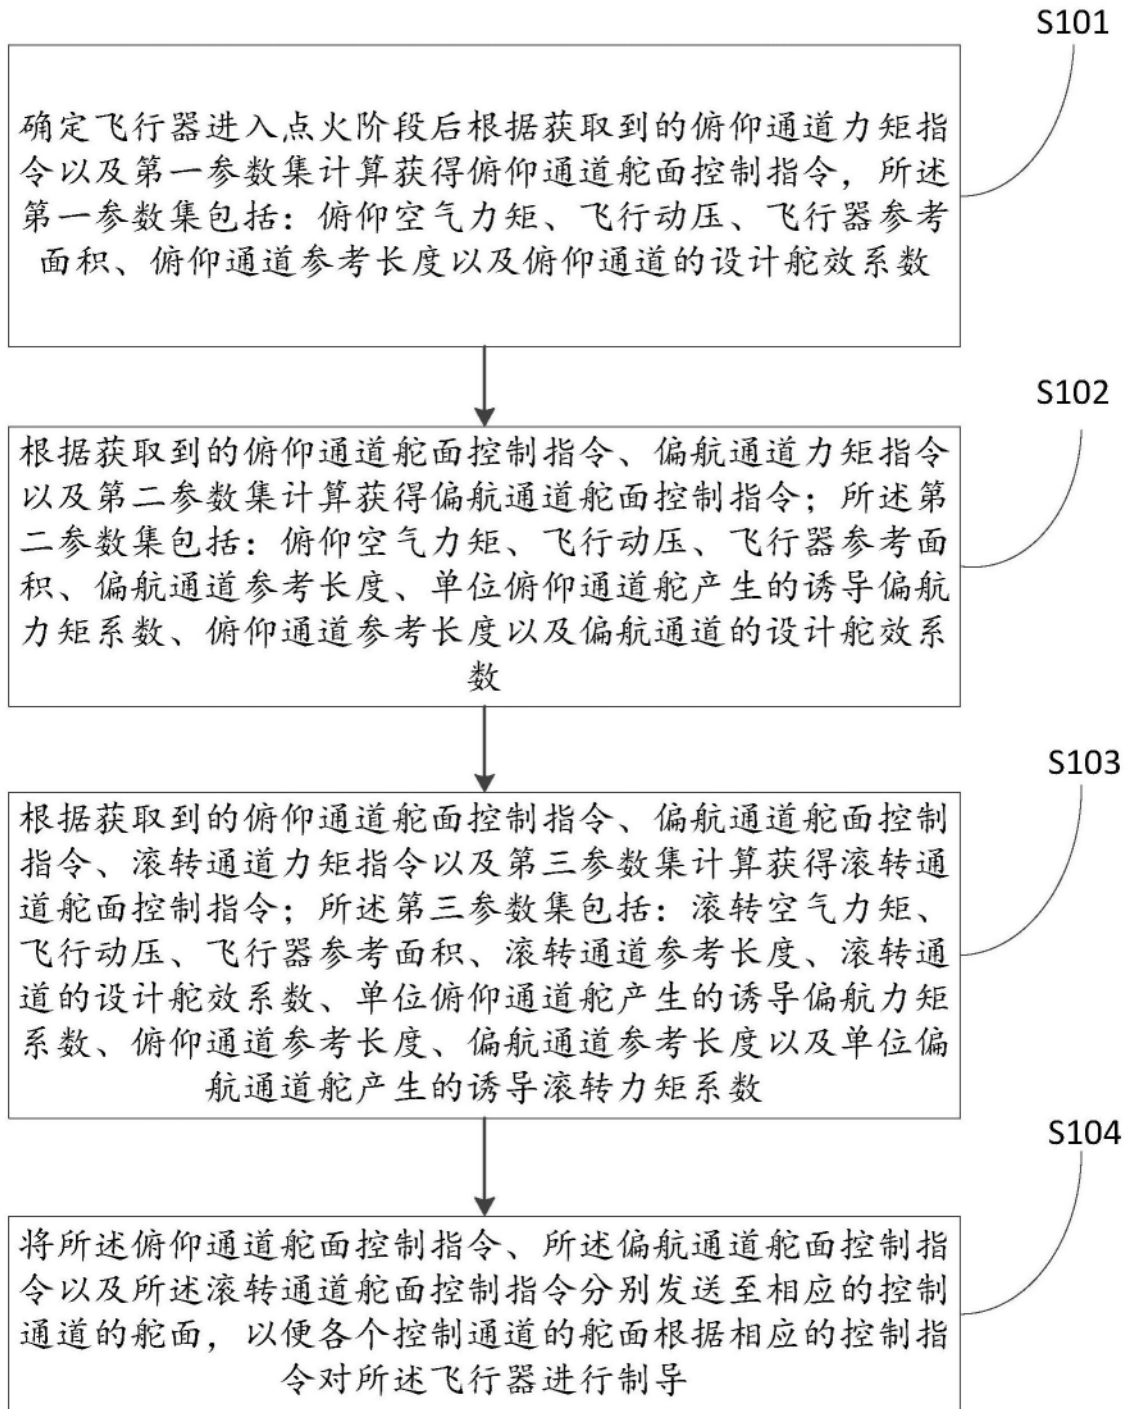 S101
确定飞行器进入点火阶段后根据获取到的俯仰通道力矩指
令以及第一参数集计算获得俯仰通道舵面控制指令，所述
第一参数集包括：俯仰空气力矩、飞行动压、飞行器参考
面积、俯仰通道参考长度以及俯仰通道的设计舵效系数
S102
根据获取到的俯仰通道舵面控制指令、偏航通道力矩指令
以及第二参数集计算获得偏航通道舵面控制指令；所述第
二参数集包括：俯仰空气力矩、飞行动压、飞行器参考面
积、偏航通道参考长度、单位俯仰通道舵产生的诱导偏航
力矩系数、俯仰通道参考长度以及偏航通道的设计舵效系
数
S103
根据获取到的俯仰通道舵面控制指令、偏航通道舵面控制
指令、滚转通道力矩指令以及第三参数集计算获得滚转通
道舵面控制指令；所述第三参数集包括：滚转空气力矩、
飞行动压、飞行器参考面积、滚转通道参考长度、滚转通
道的设计舵效系数、单位俯仰通道舵产生的诱导偏航力矩
系数、俯仰通道参考长度、偏航通道参考长度以及单位偏
航通道舵产生的诱导滚转力矩系数
S104
将所述俯仰通道舵面控制指令、所述偏航通道舵面控制指
令以及所述滚转通道舵面控制指令分别发送至相应的控制
通道的舵面，以便各个控制通道的舵面根据相应的控制指
令对所述飞行器进行制导